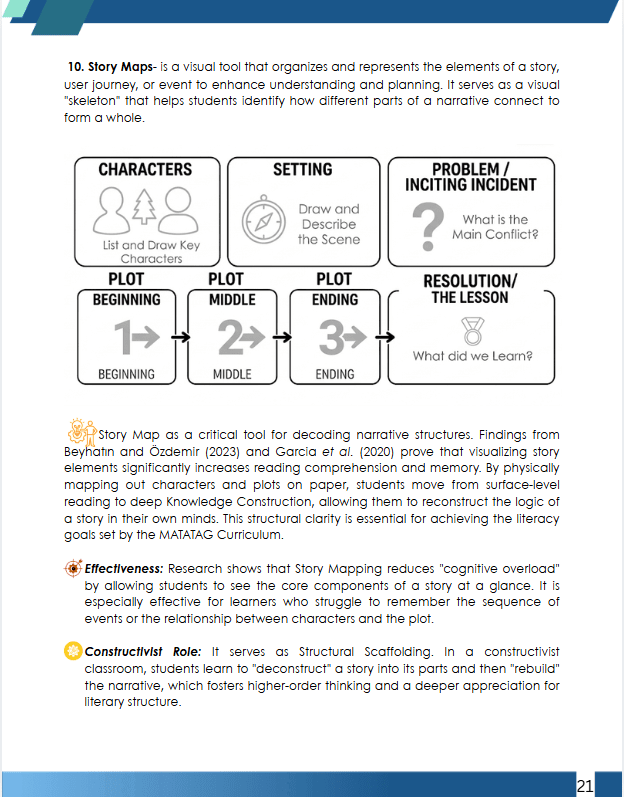 10. Story Maps- is a visual tool that organizes and represents the elements of a story,
user journey, or event to enhance understanding and planning. It serves as a visual
"skeleton" that helps students identify how different parts of a narrative connect to
form a whole.
CHARACTERS
List and Draw Key
Characters
SETTING
Draw and
Describe
the Scene
PROBLEM /
INCITING INCIDENT
?
What is the
Main Conflict?
PLOT
BEGINNING
1
BEGINNING
PLOT
MIDDLE
2
MIDDLE
PLOT
ENDING
3
ENDING
RESOLUTION/
THE LESSON
What did we Learn?
Story Map as a critical tool for decoding narrative structures. Findings from
Beyhatın and Özdemir (2023) and Garcia et al. (2020) prove that visualizing story
elements significantly increases reading comprehension and memory. By physically
mapping out characters and plots on paper, students move from surface-level
reading to deep Knowledge Construction, allowing them to reconstruct the logic of
a story in their own minds. This structural clarity is essential for achieving the literacy
goals set by the MATATAG Curriculum.
Effectiveness: Research shows that Story Mapping reduces "cognitive overload"
by allowing students to see the core components of a story at a glance. It is
especially effective for learners who struggle to remember the sequence of
events or the relationship between characters and the plot.
Constructivist Role: It serves as Structural Scaffolding. In a constructivist
classroom, students learn to "deconstruct" a story into its parts and then "rebuild"
the narrative, which fosters higher-order thinking and a deeper appreciation for
literary structure.
21